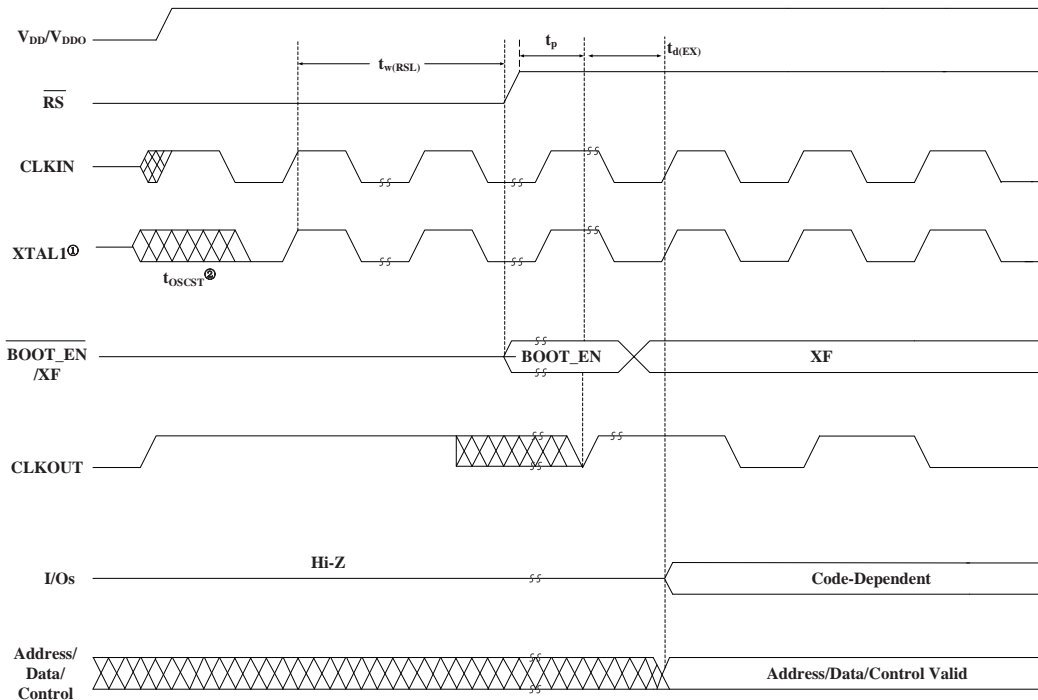 V_DD/V_DDO
t_w(RSL)
t_p
t_d(EX)
RS
CLKIN
XTAL1①
t_OSCST②
BOOT_EN
/XF
BOOT_EN
XF
CLKOUT
I/Os
Hi-Z
Code-Dependent
Address/
Data/
Control
Address/Data/Control Valid